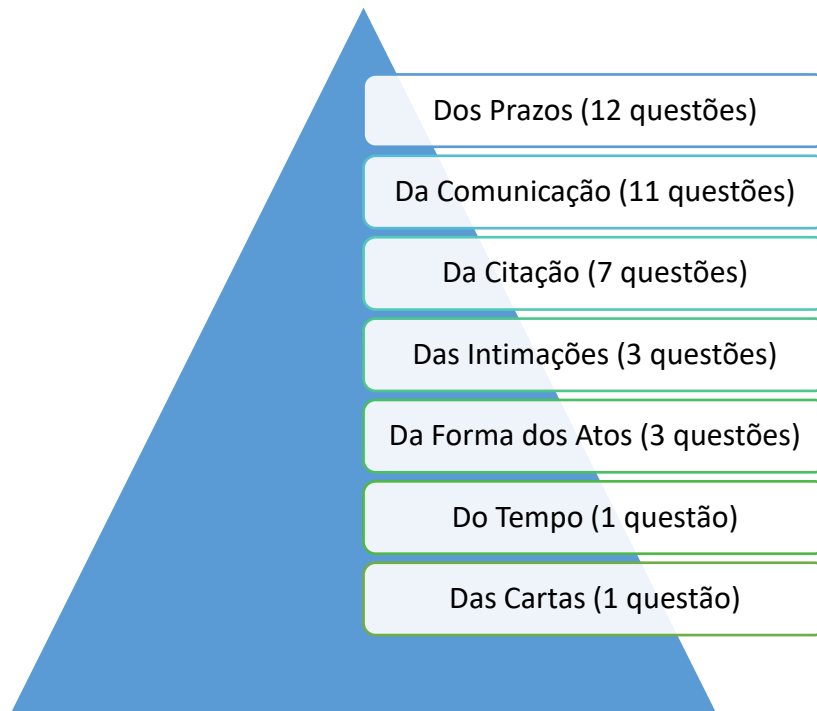 Dos Prazos (12 questões)
Da Comunicação (11 questões)
Da Citação (7 questões)
Das Intimações (3 questões)
Da Forma dos Atos (3 questões)
Do Tempo (1 questão)
Das Cartas (1 questão)